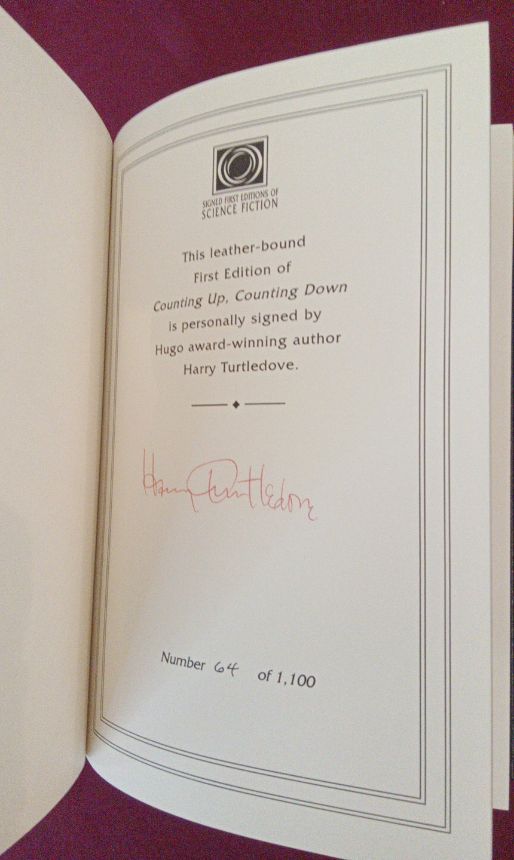 SIGNED FIRST EDITIONS OF
SCIENCE FICTION
This leather-bound
First Edition of
Counting Up, Counting Down
is personally signed by
Hugo award-winning author
Harry Turtledove.
Harry Turtledove
Number 64 of 1,100